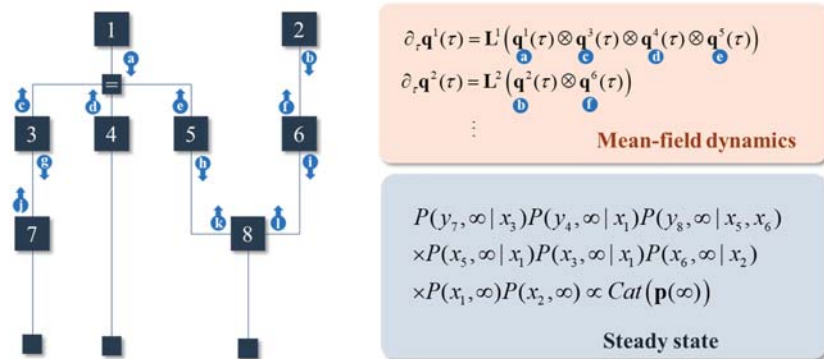 1
2
a
b
=
c
d
e
f
3
4
5
6
g
h
i
j
k
l
7
8
∂_τ q¹(τ) = L¹(q¹(τ) ⊗ q³(τ) ⊗ q⁴(τ) ⊗ q⁵(τ))
a c d e
∂_τ q²(τ) = L²(q²(τ) ⊗ q⁶(τ))
b f
⋮
Mean-field dynamics
P(y₇, ∞ | x₃)P(y₄, ∞ | x₁)P(y₈, ∞ | x₅, x₆)
×P(x₅, ∞ | x₁)P(x₃, ∞ | x₁)P(x₆, ∞ | x₂)
×P(x₁, ∞)P(x₂, ∞) ∝ Cat(p(∞))
Steady state